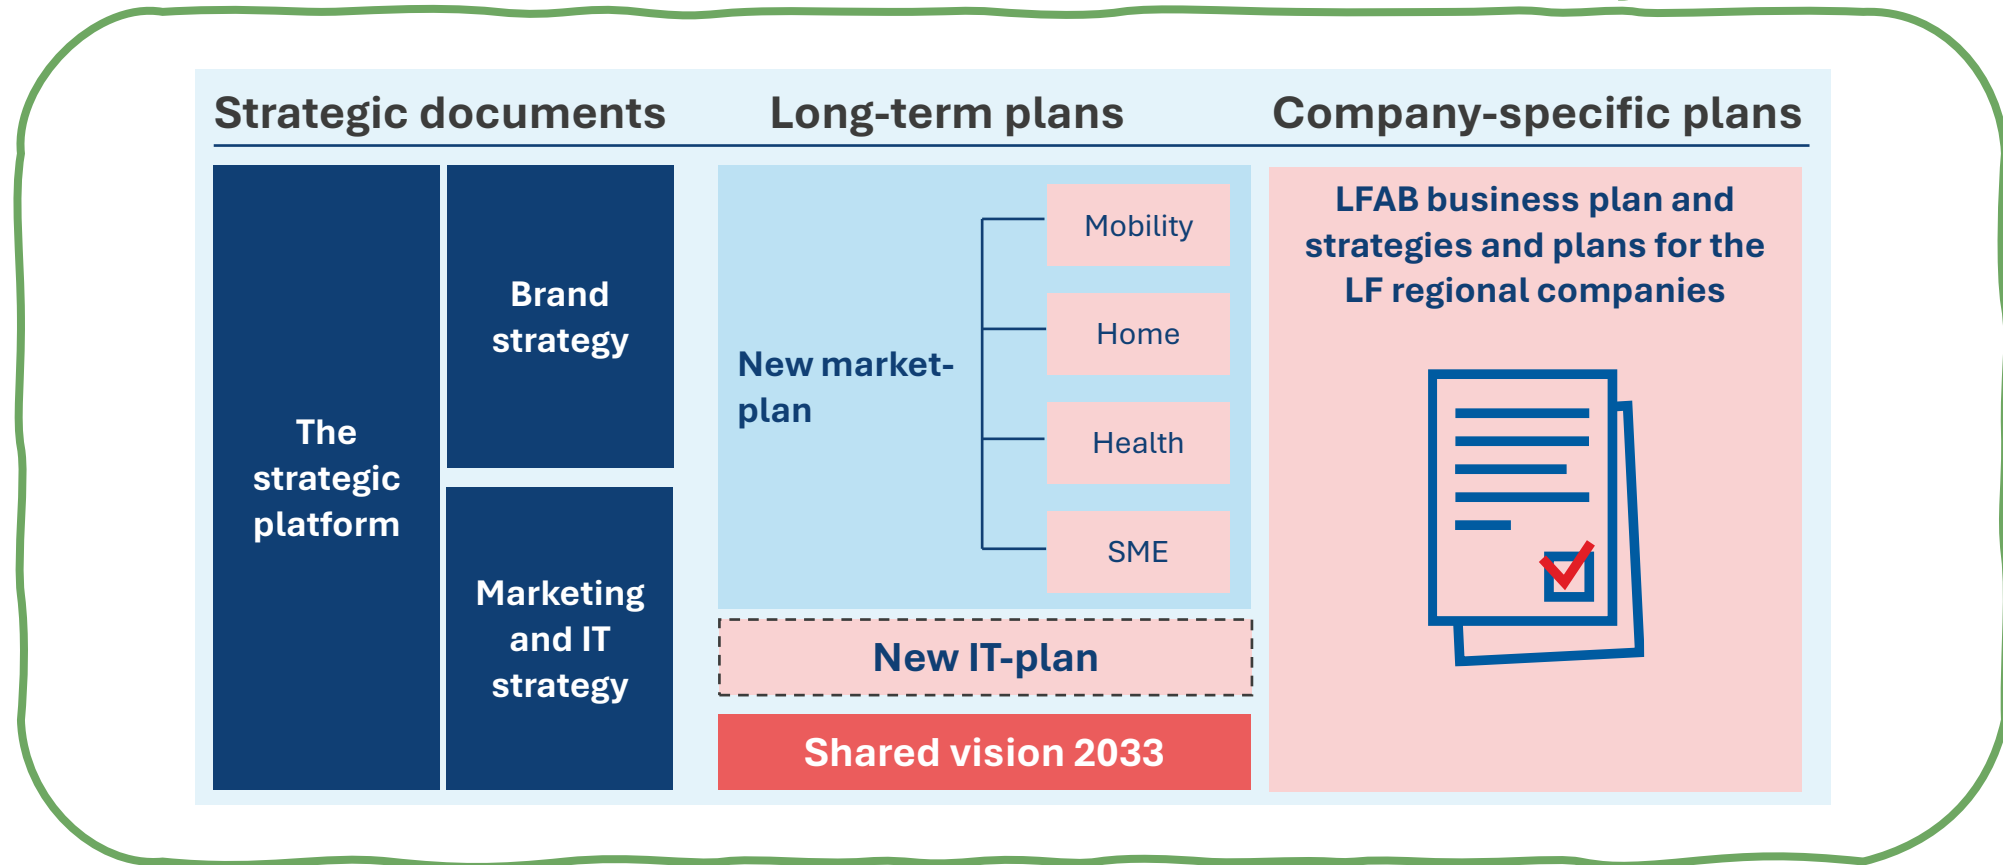 Strategic documents
Long-term plans
Company-specific plans
The
strategic
platform
Brand
strategy
Marketing
and IT
strategy
New market-
plan
Mobility
Home
Health
SME
New IT-plan
Shared vision 2033
LFAB business plan and
strategies and plans for the
LF regional companies